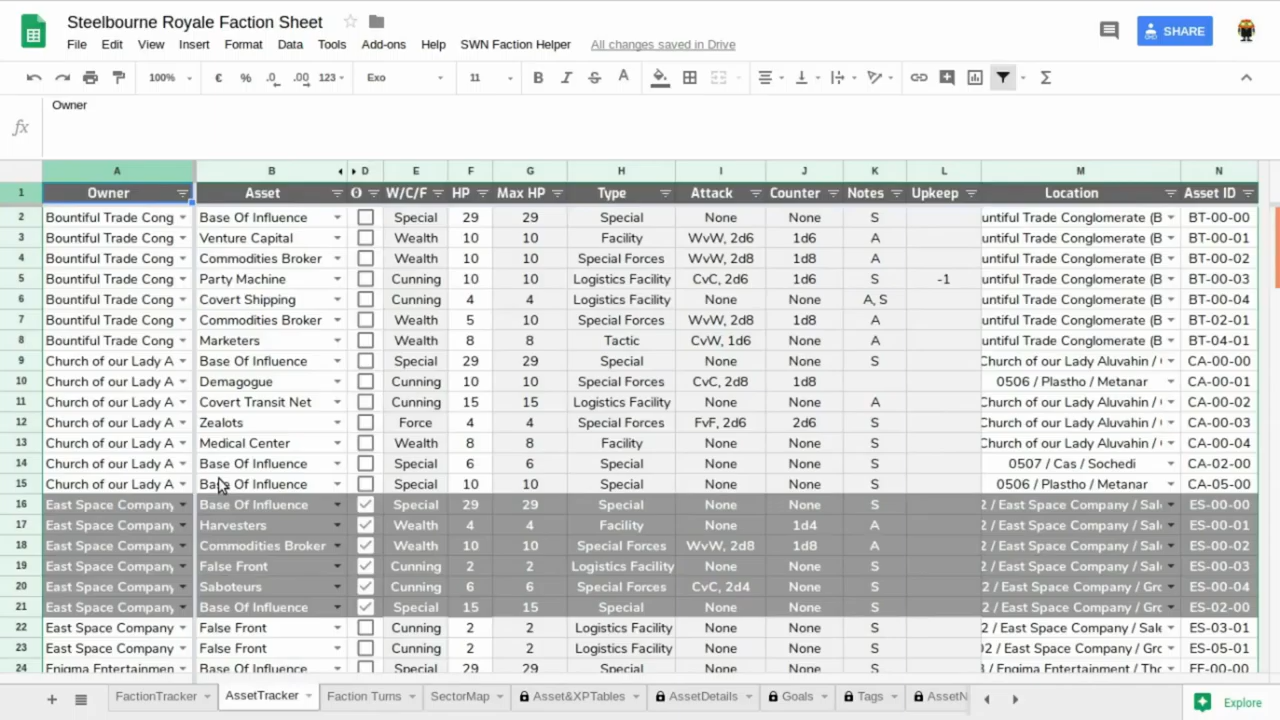 Steelbourne Royale Faction Sheet
File Edit View Insert Format Data Tools Add-ons Help SWN Faction Helper All changes saved in Drive
SHARE
100% € % .0 .00 123 Exo 11 B I S A Σ
fx Owner
A B D E F G H I J K L M N
1 Owner Asset O W/C/F HP Max HP Type Attack Counter Notes Upkeep Location Asset ID
2 Bountiful Trade Cong Base Of Influence Special 29 29 Special None None S untiful Trade Conglomerate (B BT-00-00
3 Bountiful Trade Cong Venture Capital Wealth 10 10 Facility WvW, 2d6 1d6 A untiful Trade Conglomerate (B BT-00-01
4 Bountiful Trade Cong Commodities Broker Wealth 10 10 Special Forces WvW, 2d8 1d8 A untiful Trade Conglomerate (B BT-00-02
5 Bountiful Trade Cong Party Machine Cunning 10 10 Logistics Facility CvC, 2d6 1d6 S -1 untiful Trade Conglomerate (B BT-00-03
6 Bountiful Trade Cong Covert Shipping Cunning 4 4 Logistics Facility None None A, S untiful Trade Conglomerate (B BT-00-04
7 Bountiful Trade Cong Commodities Broker Wealth 5 10 Special Forces WvW, 2d8 1d8 A untiful Trade Conglomerate (B BT-02-01
8 Bountiful Trade Cong Marketers Wealth 8 8 Tactic CvW, 1d6 None A untiful Trade Conglomerate (B BT-04-01
9 Church of our Lady A Base Of Influence Special 29 29 Special None None S Church of our Lady Aluvahin / CA-00-00
10 Church of our Lady A Demagogue Cunning 10 10 Special Forces CvC, 2d8 1d8 0506 / Plastho / Metanar CA-00-01
11 Church of our Lady A Covert Transit Net Cunning 15 15 Logistics Facility None None A Church of our Lady Aluvahin / CA-00-02
12 Church of our Lady A Zealots Force 4 4 Special Forces FvF, 2d6 2d6 S Church of our Lady Aluvahin / CA-00-03
13 Church of our Lady A Medical Center Wealth 8 8 Facility None None S Church of our Lady Aluvahin / CA-00-04
14 Church of our Lady A Base Of Influence Special 6 6 Special None None S 0507 / Cas / Sochedi CA-02-00
15 Church of our Lady A Base Of Influence Special 10 10 Special None None S 0506 / Plastho / Metanar CA-05-00
16 East Space Company Base Of Influence Special 29 29 Special None None S 2 / East Space Company / Sal ES-00-00
17 East Space Company Harvesters Wealth 4 4 Facility None 1d4 A 2 / East Space Company / Sal ES-00-01
18 East Space Company Commodities Broker Wealth 10 10 Special Forces WvW, 2d8 1d8 A 2 / East Space Company / Sal ES-00-02
19 East Space Company False Front Cunning 2 2 Logistics Facility None None S 2 / East Space Company / Sal ES-00-03
20 East Space Company Saboteurs Cunning 6 6 Special Forces CvC, 2d4 None S 2 / East Space Company / Gro ES-00-04
21 East Space Company Base Of Influence Special 15 15 Special None None S 2 / East Space Company / Gro ES-02-00
22 East Space Company False Front Cunning 2 2 Logistics Facility None None S 2 / East Space Company / Sale ES-03-01
23 East Space Company False Front Cunning 2 2 Logistics Facility None None S 02 / East Space Company / Gro ES-05-01
24 Enigma Entertainmen Base Of Influence Special 29 29 Special None None S / Enigma Entertainment / Tho EE-00-00
FactionTracker AssetTracker Faction Turns SectorMap Asset&XPTables AssetDetails Goals Tags AssetN Explore